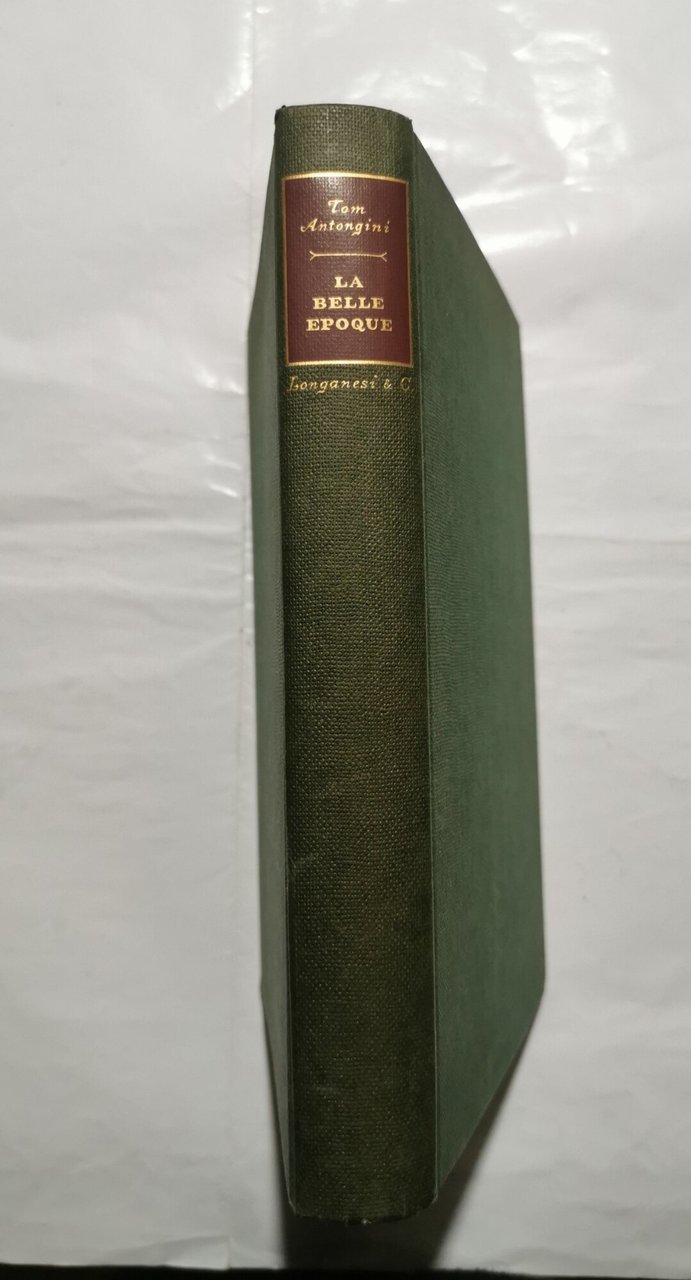 Tom
Antongini
LA
BELLE
EPOQUE
Longanesi & C